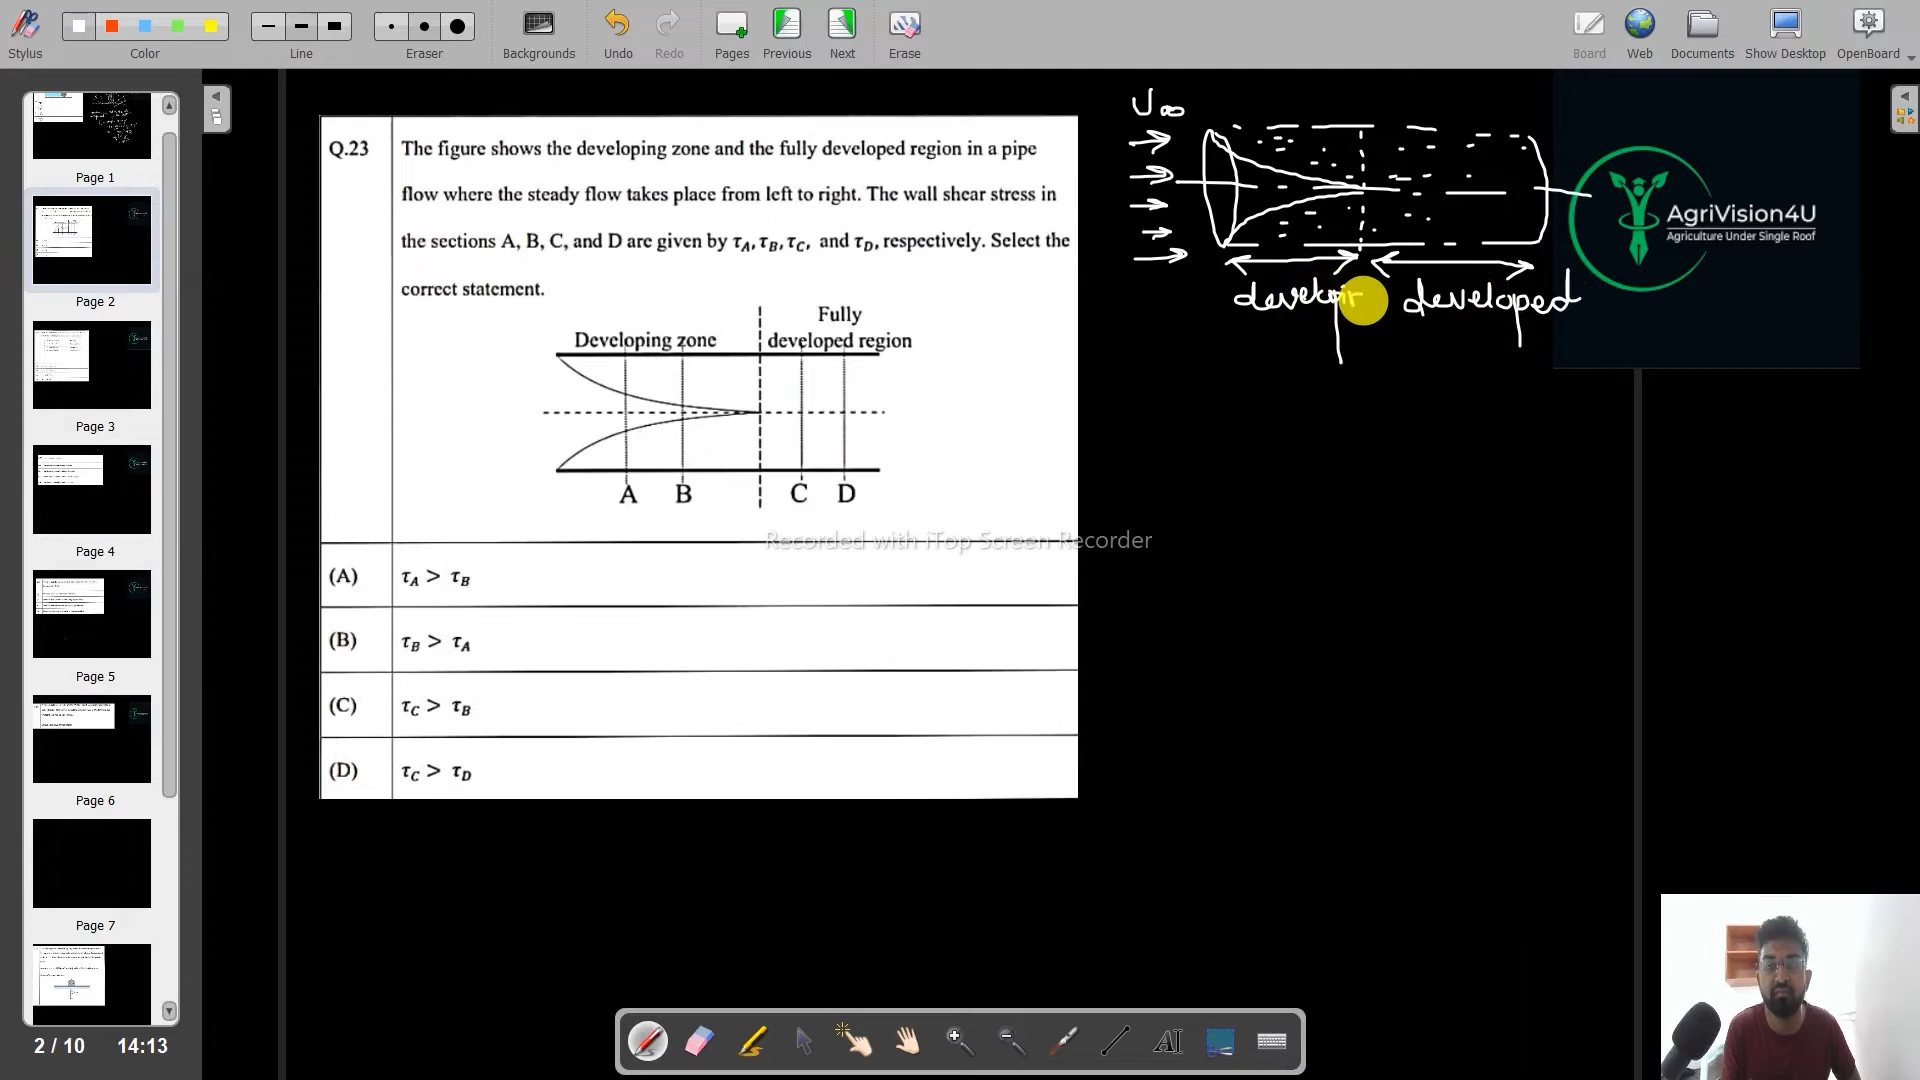 Stylus
Color
Line
Eraser
Backgrounds
Undo
Redo
Pages
Previous
Next
Erase
Board
Web
Documents
Show Desktop
OpenBoard
Page 1
Page 2
Page 3
Page 4
Page 5
Page 6
Page 7
2 / 10
14:13
Q.23
The figure shows the developing zone and the fully developed region in a pipe
flow where the steady flow takes place from left to right. The wall shear stress in
the sections A, B, C, and D are given by τA, τB, τC, and τD, respectively. Select the
correct statement.
Developing zone
Fully
developed region
A B C D
(A) τA > τB
(B) τB > τA
(C) τC > τB
(D) τC > τD
U∞
developed
AgriVision4U
Agriculture Under Single Roof
Recorded with iTop Screen Recorder
AI